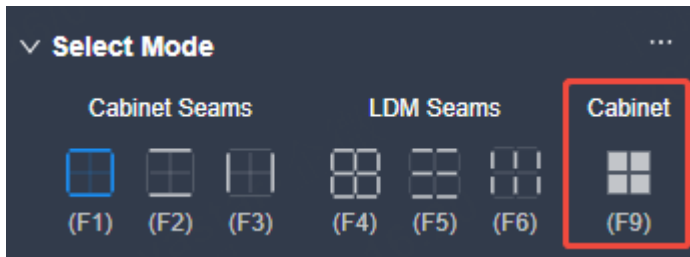 Select Mode ...
Cabinet Seams LDM Seams Cabinet
(F1) (F2) (F3) (F4) (F5) (F6) (F9)